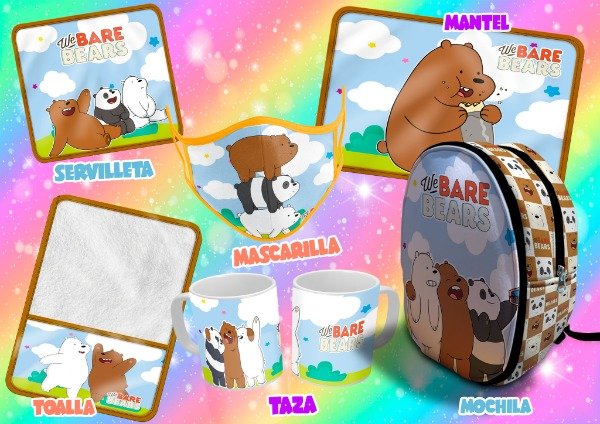 We BARE
BEARS
SERVILLETA
MANTEL
We BARE
BEARS
MASCARILLA
We BARE
BEARS
We BARE
BEARS
TOALLA
We BARE
BEARS
TAZA
MOCHILA